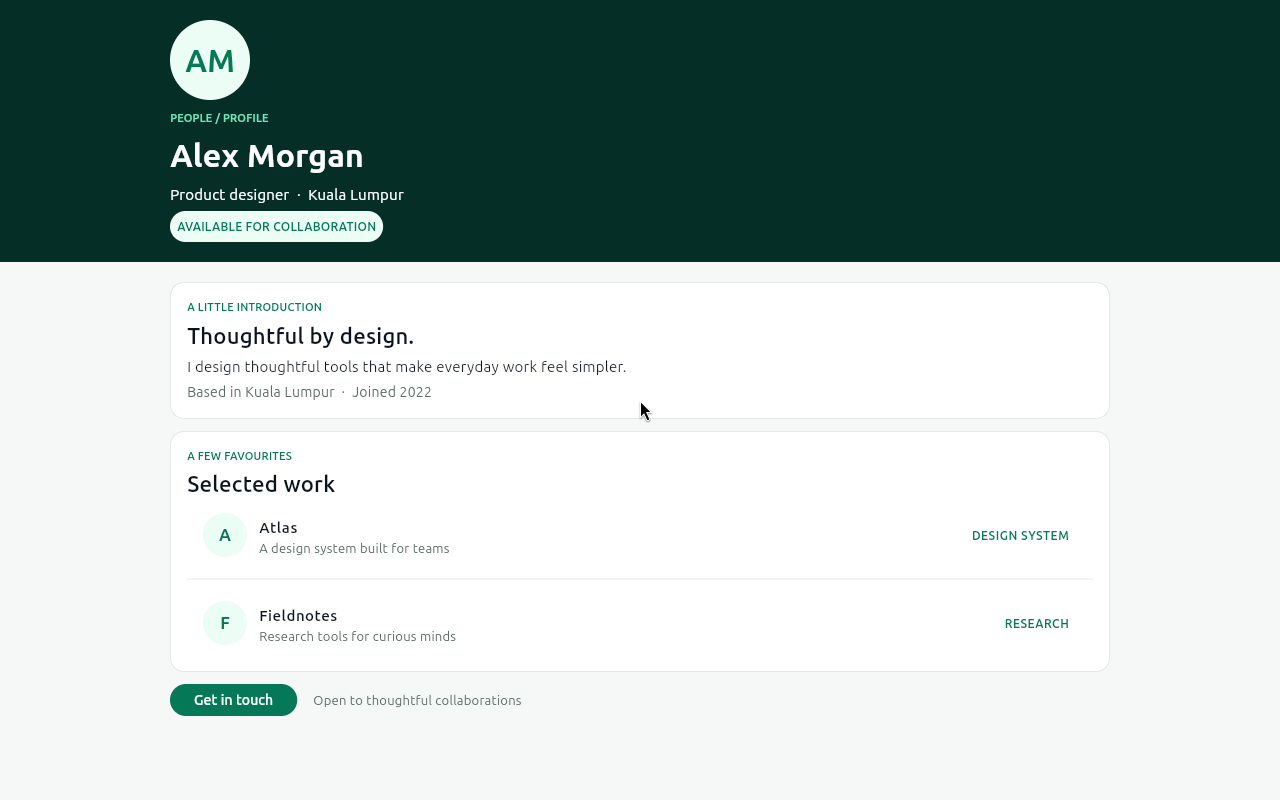 AM
PEOPLE / PROFILE
Alex Morgan
Product designer · Kuala Lumpur
AVAILABLE FOR COLLABORATION
A LITTLE INTRODUCTION
Thoughtful by design.
I design thoughtful tools that make everyday work feel simpler.
Based in Kuala Lumpur · Joined 2022
A FEW FAVOURITES
Selected work
A
Atlas
A design system built for teams
DESIGN SYSTEM
F
Fieldnotes
Research tools for curious minds
RESEARCH
Get in touch
Open to thoughtful collaborations